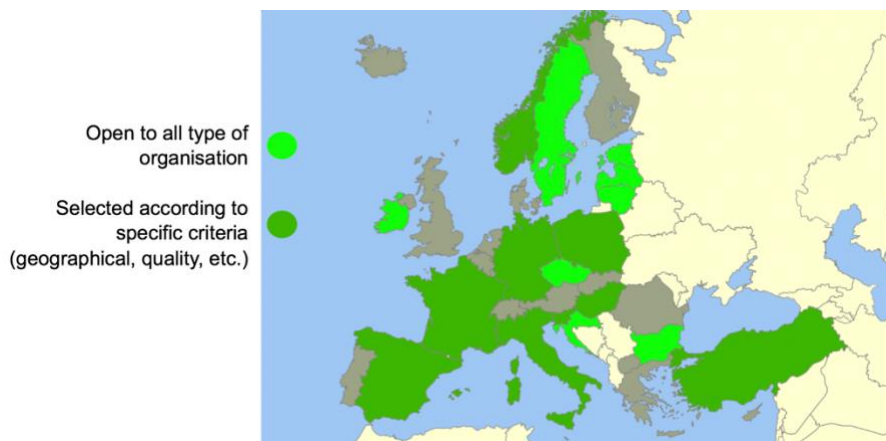 Open to all type of
organisation
Selected according to
specific criteria
(geographical, quality, etc.)